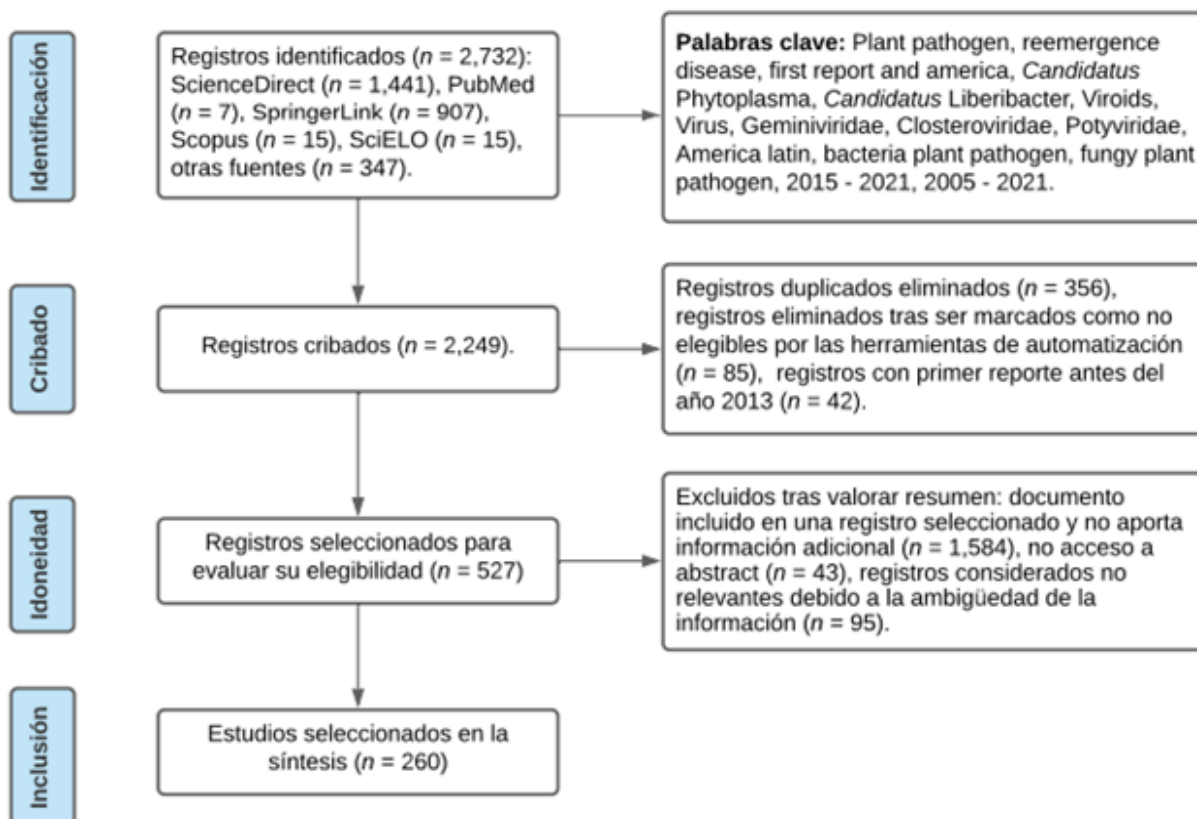 Identificación
Registros identificados (n = 2,732):
ScienceDirect (n = 1,441), PubMed
(n = 7), SpringerLink (n = 907),
Scopus (n = 15), SciELO (n = 15),
otras fuentes (n = 347).
Palabras clave: Plant pathogen, reemergence
disease, first report and america, Candidatus
Phytoplasma, Candidatus Liberibacter, Viroids,
Virus, Geminiviridae, Closteroviridae, Potyviridae,
America latin, bacteria plant pathogen, fungy plant
pathogen, 2015 - 2021, 2005 - 2021.
Cribado
Registros cribados (n = 2,249).
Registros duplicados eliminados (n = 356),
registros eliminados tras ser marcados como no
elegibles por las herramientas de automatización
(n = 85), registros con primer reporte antes del
año 2013 (n = 42).
Idoneidad
Registros seleccionados para
evaluar su elegibilidad (n = 527)
Excluidos tras valorar resumen: documento
incluido en una registro seleccionado y no aporta
información adicional (n = 1,584), no acceso a
abstract (n = 43), registros considerados no
relevantes debido a la ambigüedad de la
información (n = 95).
Inclusión
Estudios seleccionados en la
síntesis (n = 260)